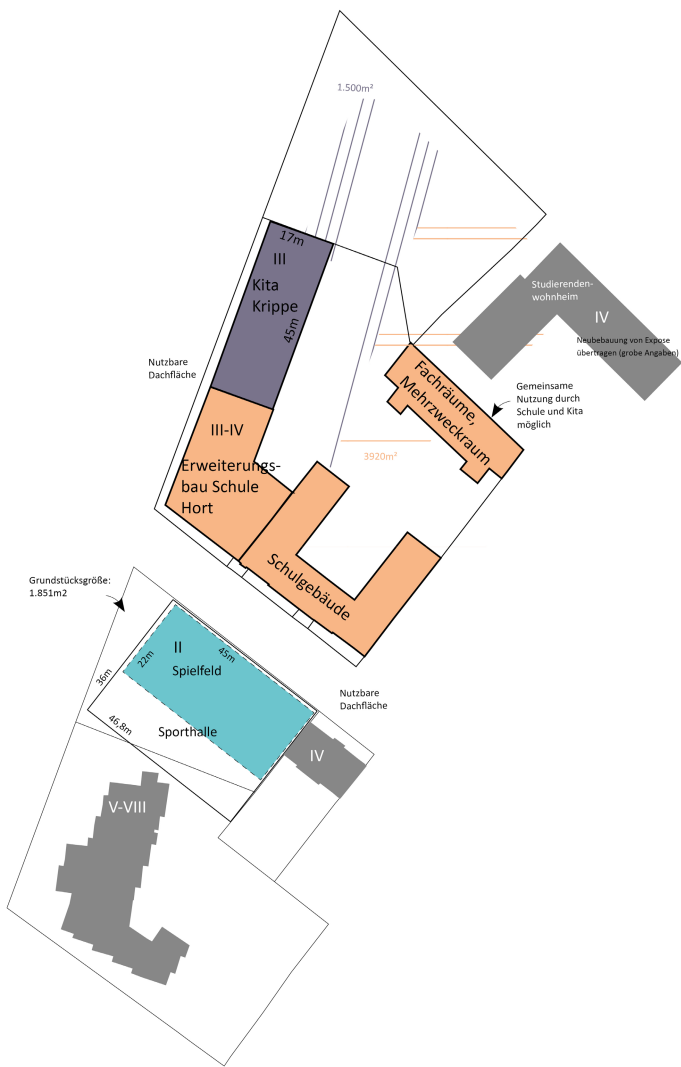 1.500m²
17m
III
Kita
Krippe
45m
Studierenden-
wohnheim
IV
Neubebauung von Expose
übertragen (grobe Angaben)
Nutzbare
Dachfläche
Fachräume,
Mehrzweckraum
Gemeinsame
Nutzung durch
Schule und Kita
möglich
III-IV
3920m²
Erweiterungs-
bau Schule
Hort
Schulgebäude
Grundstücksgröße:
1.851m2
II
45m
22m
Spielfeld
36m
Nutzbare
Dachfläche
46,8m
Sporthalle
IV
V-VIII